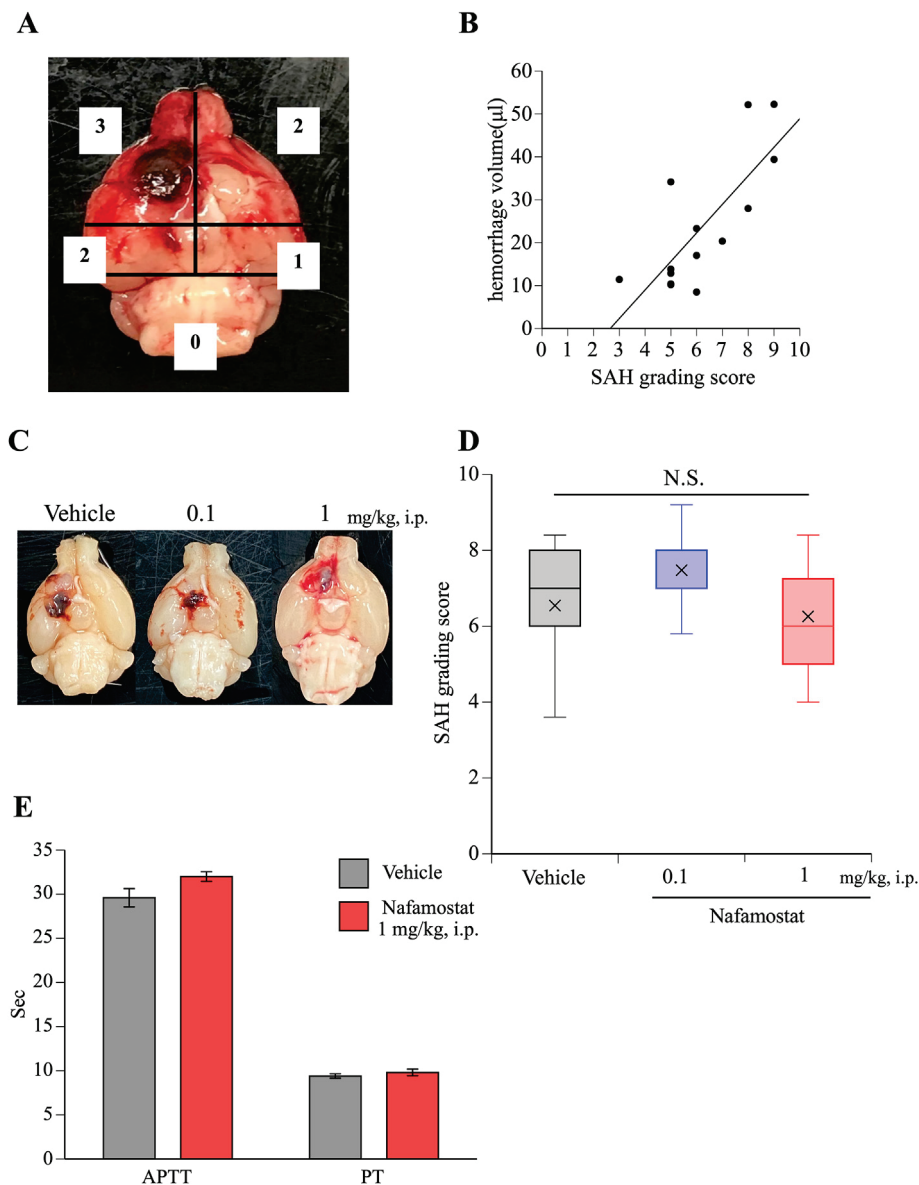 A
3
2
2
1
0
B
60
50
40
30
20
10
0
hemorrhage volume(µl)
0 1 2 3 4 5 6 7 8 9 10
SAH grading score
C
Vehicle 0.1 1 mg/kg, i.p.
D
N.S.
10
8
6
4
2
0
SAH grading score
Vehicle 0.1 1 mg/kg, i.p.
Nafamostat
E
35
30
25
20
15
10
5
0
Sec
Vehicle
Nafamostat
1 mg/kg, i.p.
APTT PT